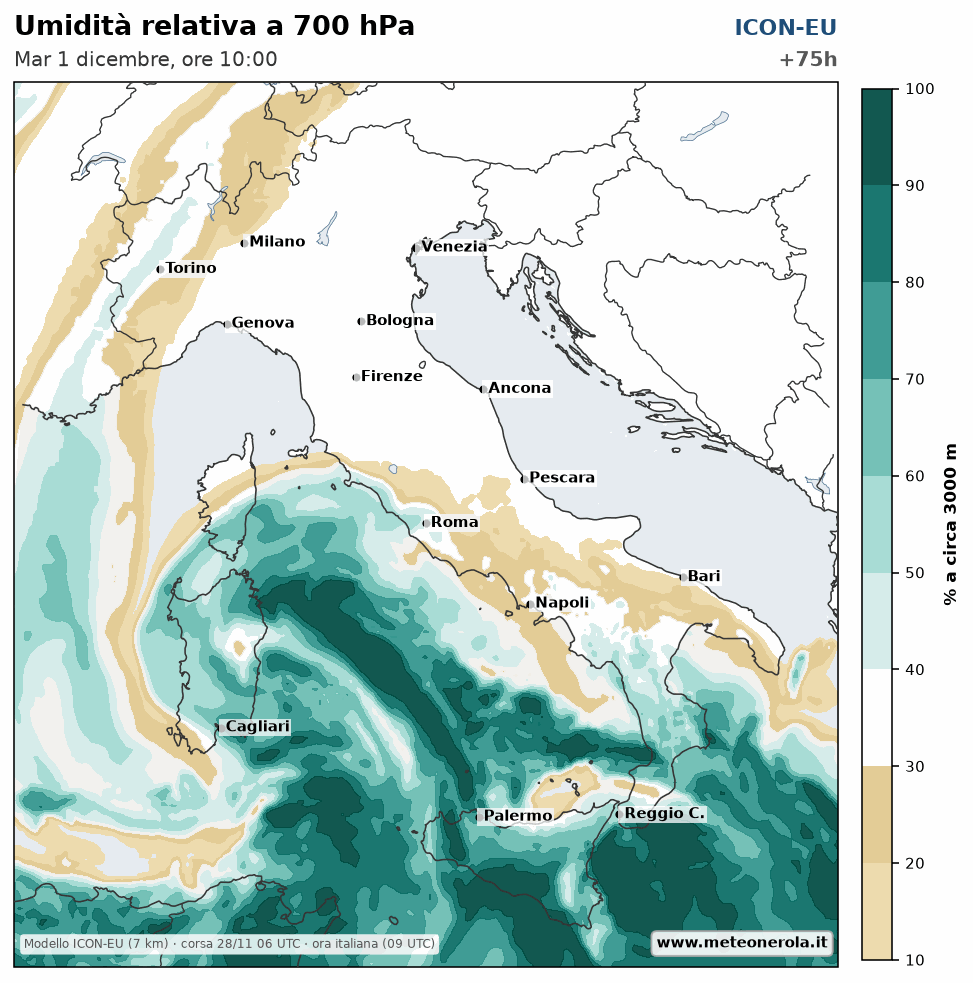 Umidità relativa a 700 hPa
ICON-EU
Mar 1 dicembre, ore 10:00
+75h
100
90
80
70
60
50
40
30
20
10
% a circa 3000 m
Milano
Venezia
Torino
Genova
Bologna
Firenze
Ancona
Pescara
Roma
Bari
Napoli
Cagliari
Palermo
Reggio C.
Modello ICON-EU (7 km) · corsa 28/11 06 UTC · ora italiana (09 UTC)
www.meteonerola.it